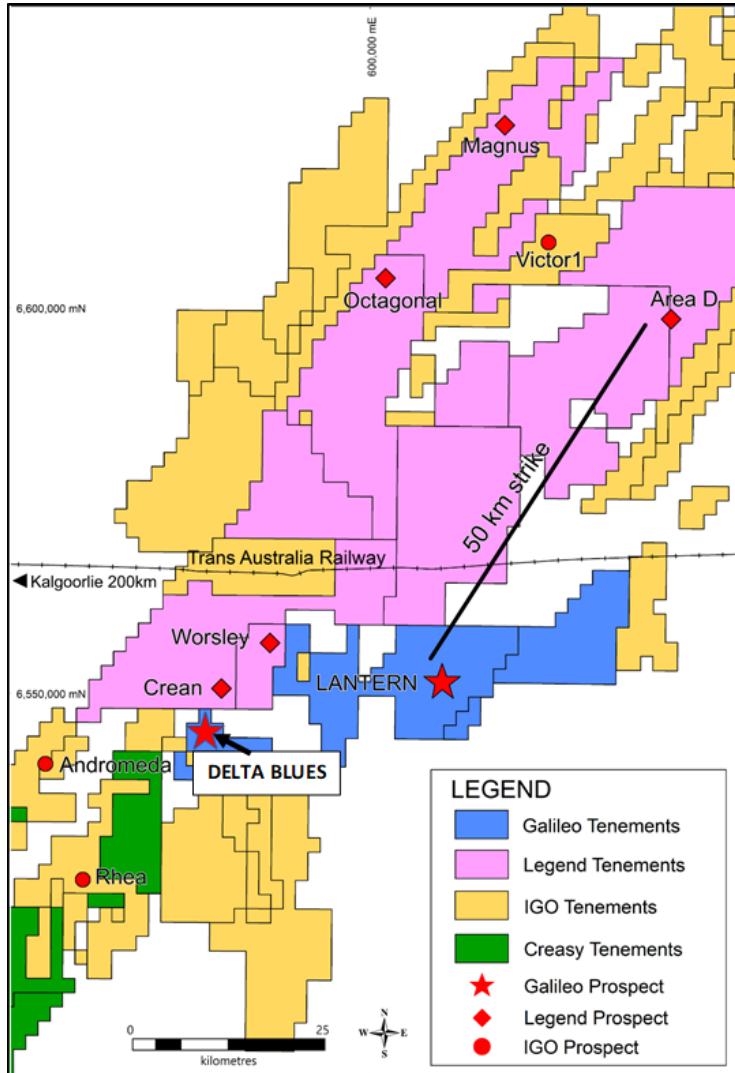 600,000 mE
Magnus
Victor1
Octagonal
Area D
6,600,000 mN
50 km strike
Trans Australia Railway
Kalgoorlie 200km
Worsley
LANTERN
Crean
6,550,000 mN
Andromeda
DELTA BLUES
Rhea
LEGEND
Galileo Tenements
Legend Tenements
IGO Tenements
Creasy Tenements
Galileo Prospect
Legend Prospect
IGO Prospect
0 25
kilometres
N
W E
S